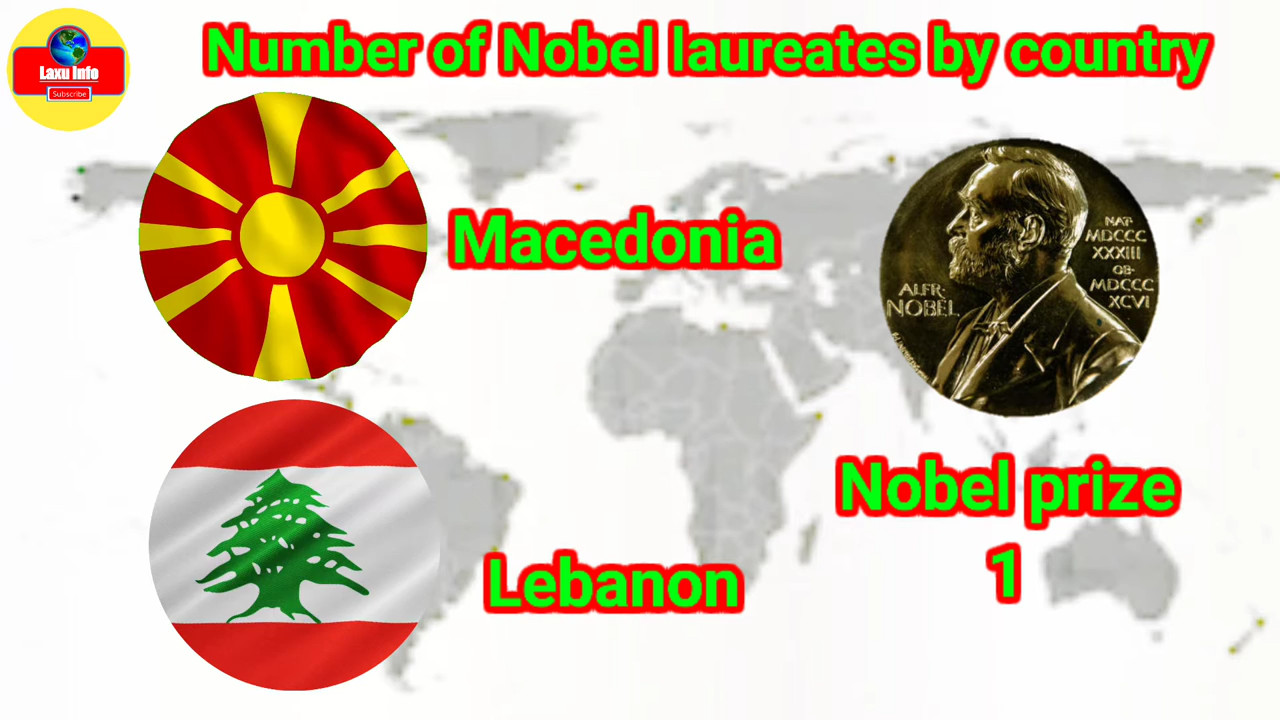 Number of Nobel laureates by country
Laxu Info
Subscribe
Macedonia
ALFR·
NOBEL
NAT·
MDCCC
XXXIII
OB·
MDCCC
XCVI
Nobel prize
1
Lebanon